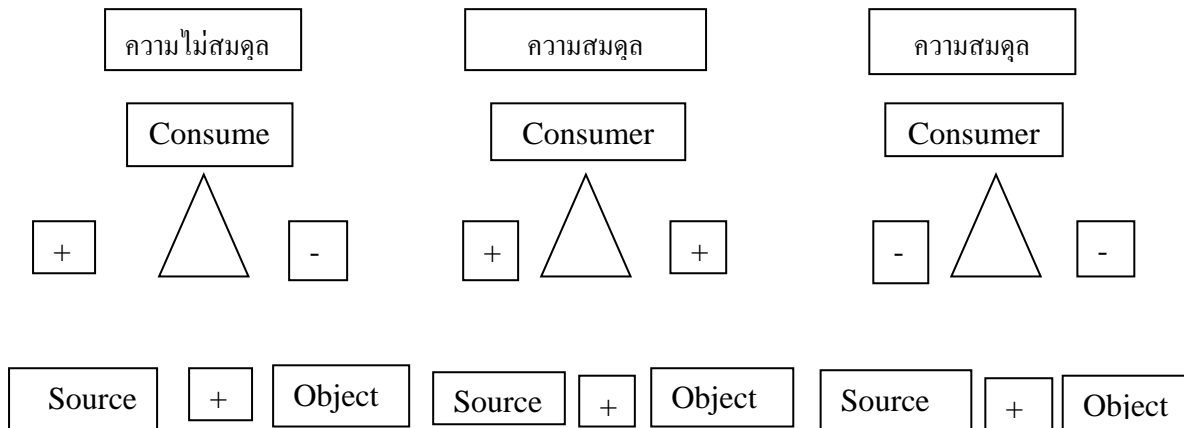 ความไม่สมดุล ความสมดุล ความสมดุล
Consume Consumer Consumer
+ - + + - -
Source + Object Source + Object Source + Object